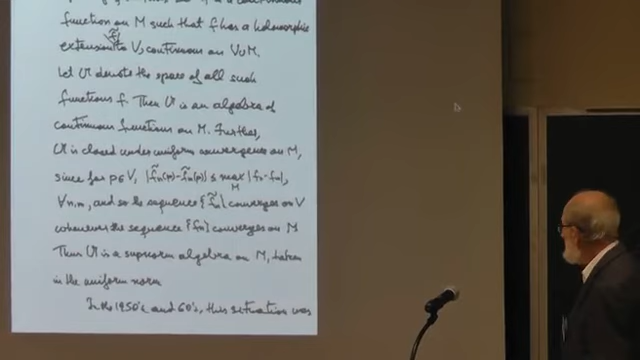 function on M such that f has a holomorphic
extension f̃ to V, continuous on V∪M.
Let 𝔄 denote the space of all such
functions f. Then 𝔄 is an algebra of
continuous functions on M. Further,
𝔄 is closed under uniform convergence on M,
since for p∈V, |f̃n(p)-f̃m(p)| ≤ max_M |fn-fm|,
∀n,m, and so the sequence {f̃n} converges on V
whenever the sequence {fn} converges on M
Thus 𝔄 is a supnorm algebra on M, taken
in the uniform norm
In the 1950's and 60's, this situation was